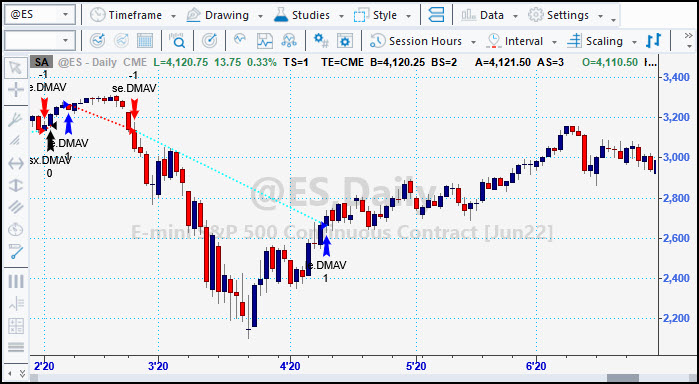 @ES Timeframe Drawing Studies Style Data Settings
Session Hours Interval Scaling
SA @ES - Daily CME L=4,120.75 13.75 0.33% TS=1 TE=CME B=4,120.25 BS=2 A=4,121.50 AS=3 O=4,110.50
-1 -1 3,400
e.DMAV se.DMAV
3,200
e.DMAV
sx.DMAV 1 3,000
0
@ES,Daily 2,800
E-mini S&P 500 Continuous Contract [Jun22]
2,600
se.DMAV
1
2,400
2,200
2'20 3'20 4'20 5'20 6'20